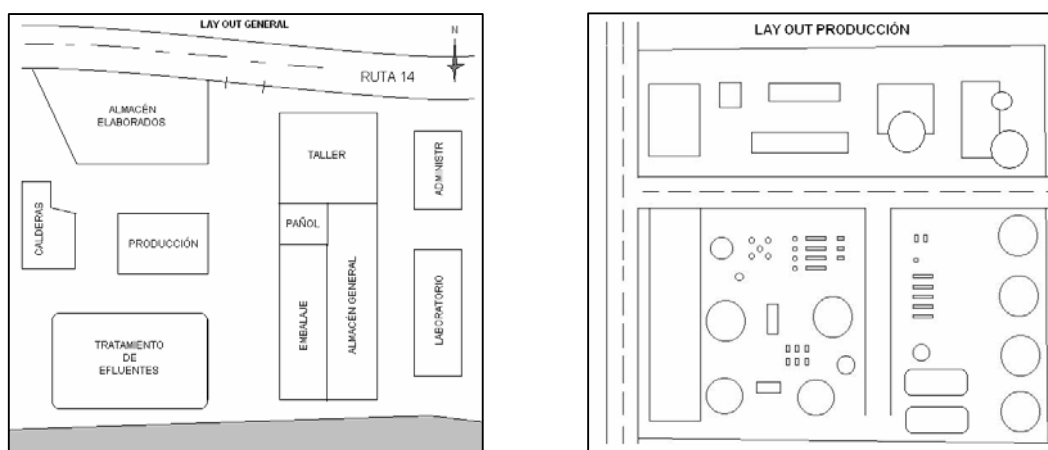 LAY OUT GENERAL
N
RUTA 14
ALMACÉN
ELABORADOS
TALLER
ADMINISTR
PAÑOL
CALDERAS
PRODUCCIÓN
EMBALAJE
ALMACÉN GENERAL
LABORATORIO
TRATAMIENTO
DE
EFLUENTES
LAY OUT PRODUCCIÓN